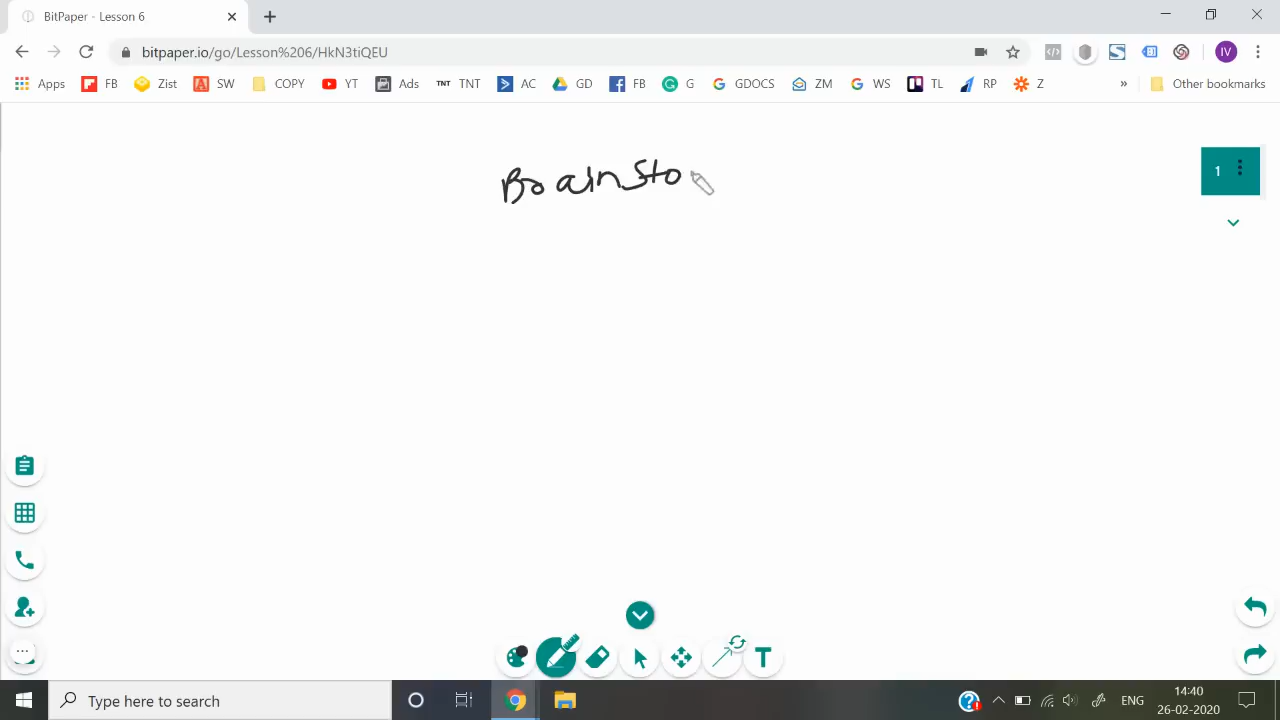 BitPaper - Lesson 6
bitpaper.io/go/Lesson%206/HkN3tiQEU
IV
Apps FB Zist SW COPY YT Ads TNT TNT AC GD FB G GDOCS ZM WS TL RP Z » Other bookmarks
Brainsto
1
T
Type here to search
ENG
14:40
26-02-2020